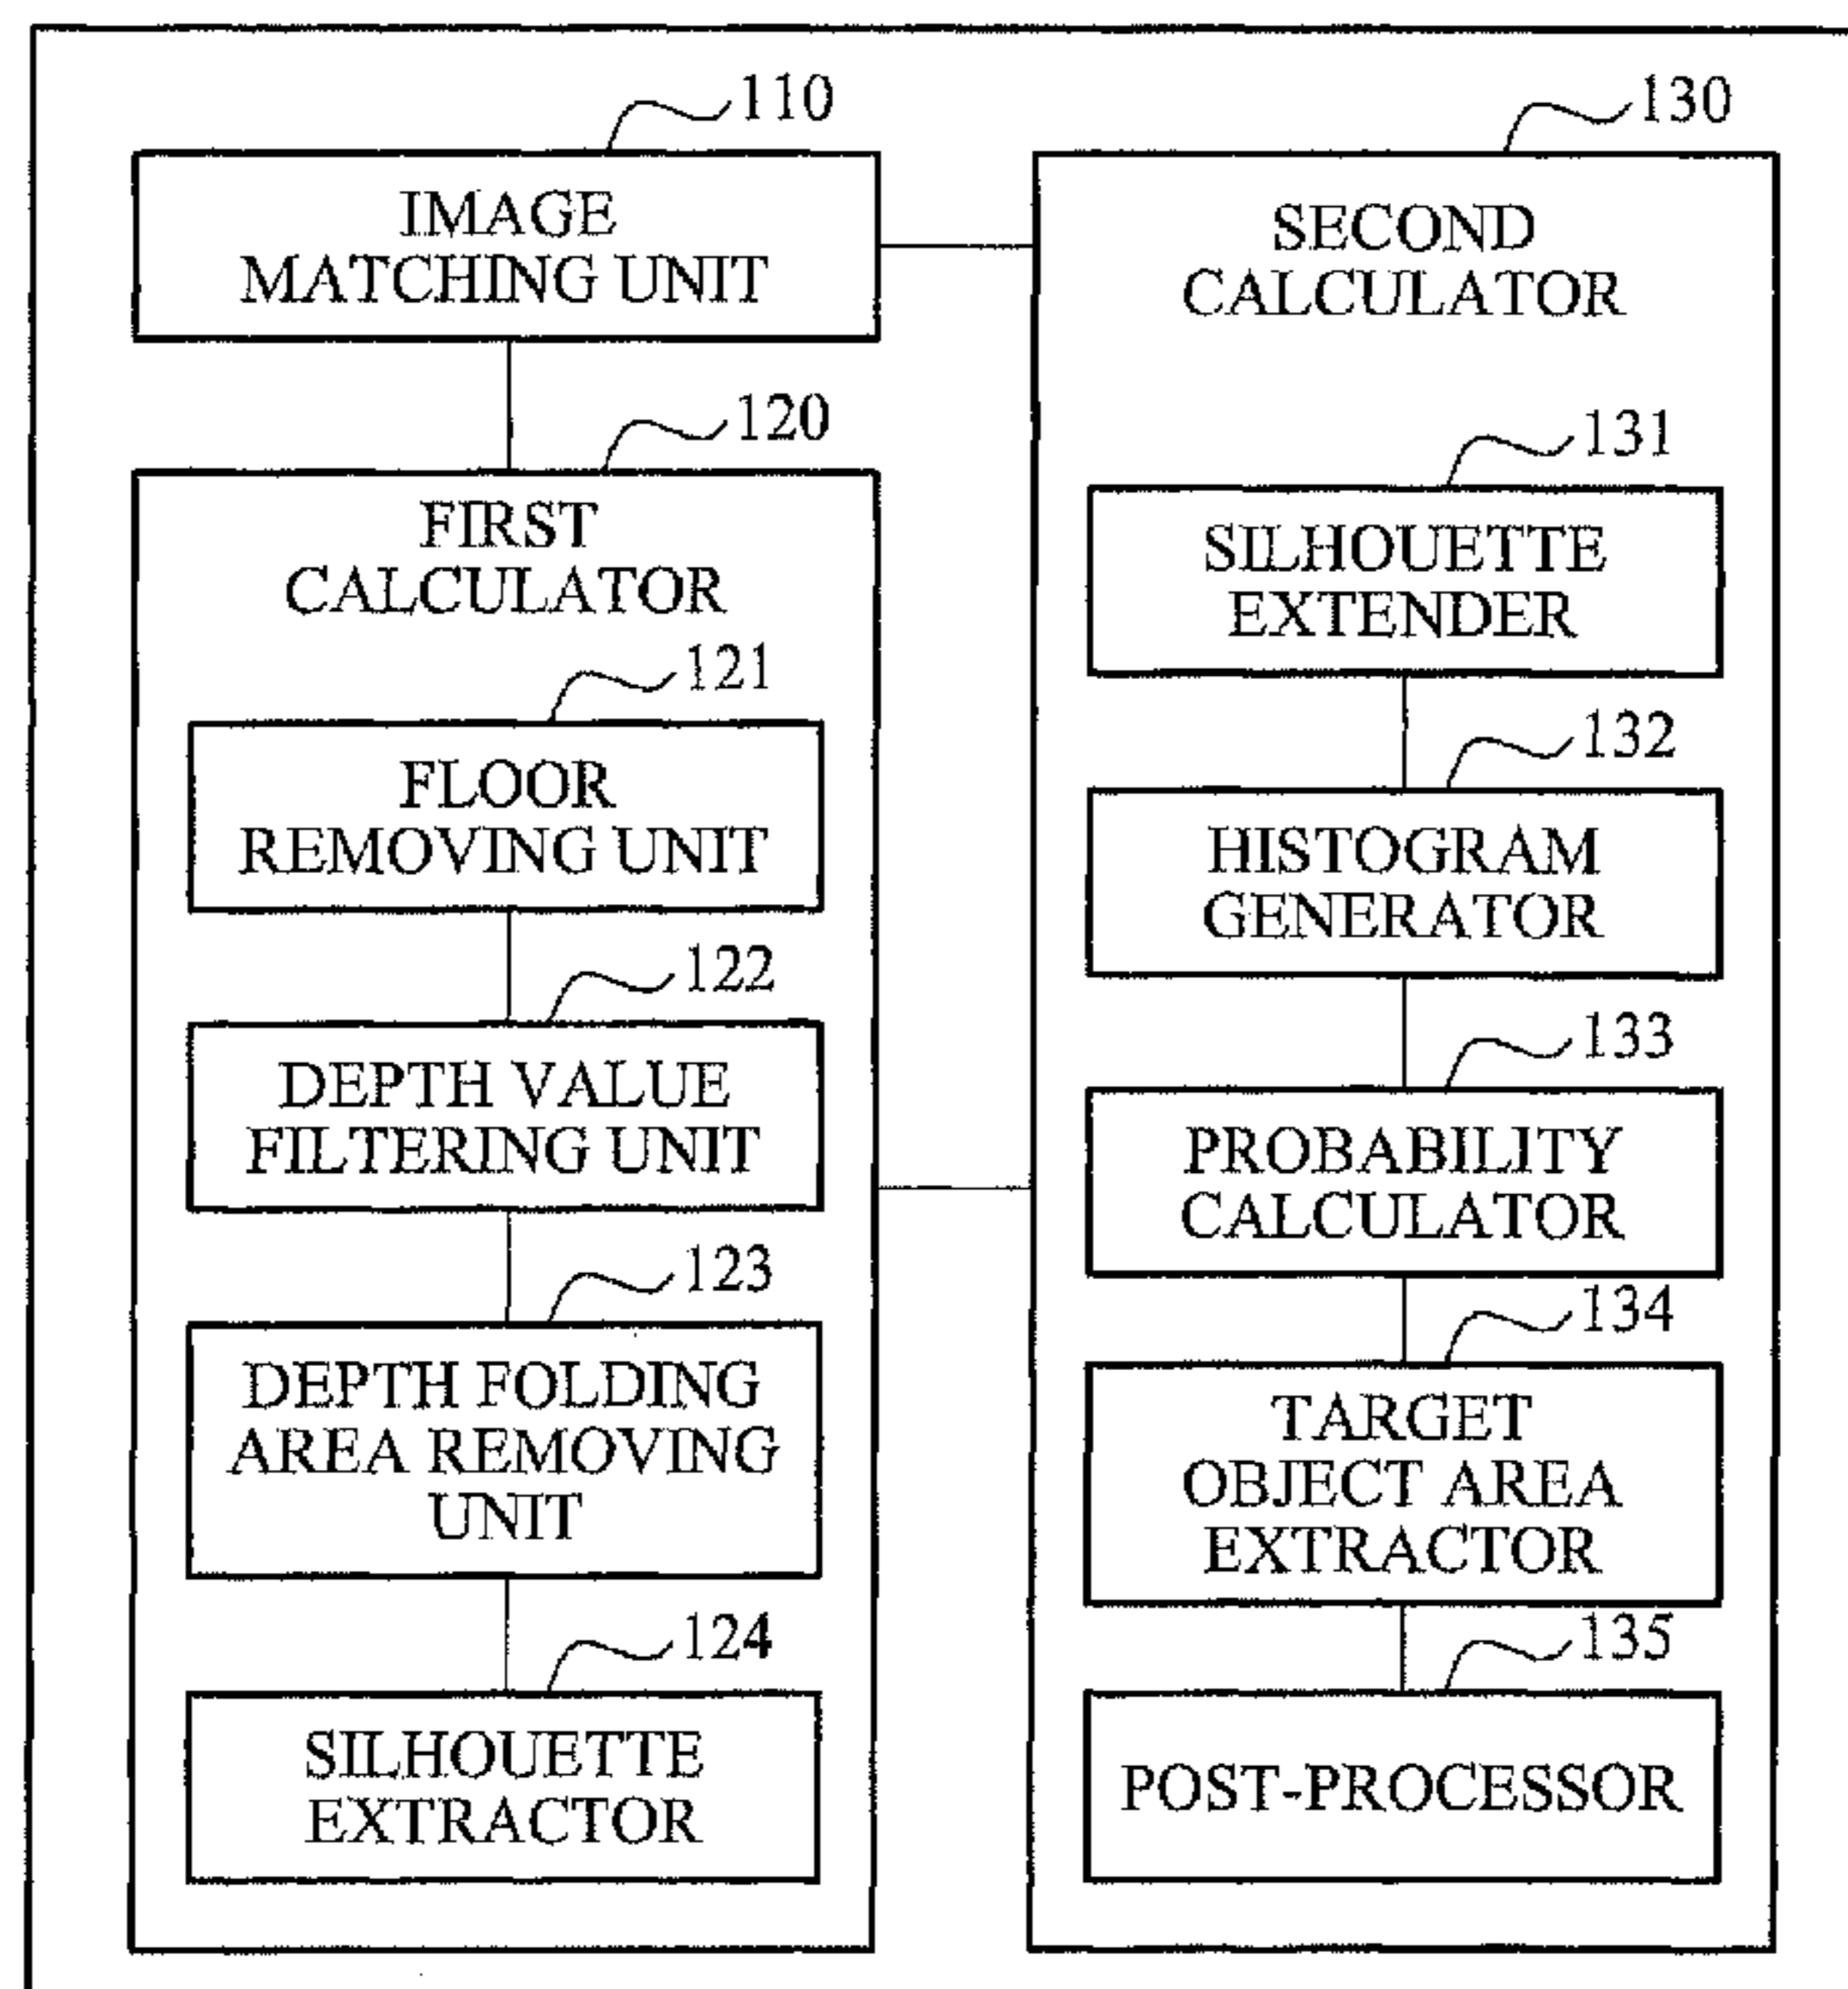 110
IMAGE
MATCHING UNIT
120
FIRST
CALCULATOR
121
FLOOR
REMOVING UNIT
122
DEPTH VALUE
FILTERING UNIT
123
DEPTH FOLDING
AREA REMOVING
UNIT
124
SILHOUETTE
EXTRACTOR
130
SECOND
CALCULATOR
131
SILHOUETTE
EXTENDER
132
HISTOGRAM
GENERATOR
133
PROBABILITY
CALCULATOR
134
TARGET
OBJECT AREA
EXTRACTOR
135
POST-PROCESSOR